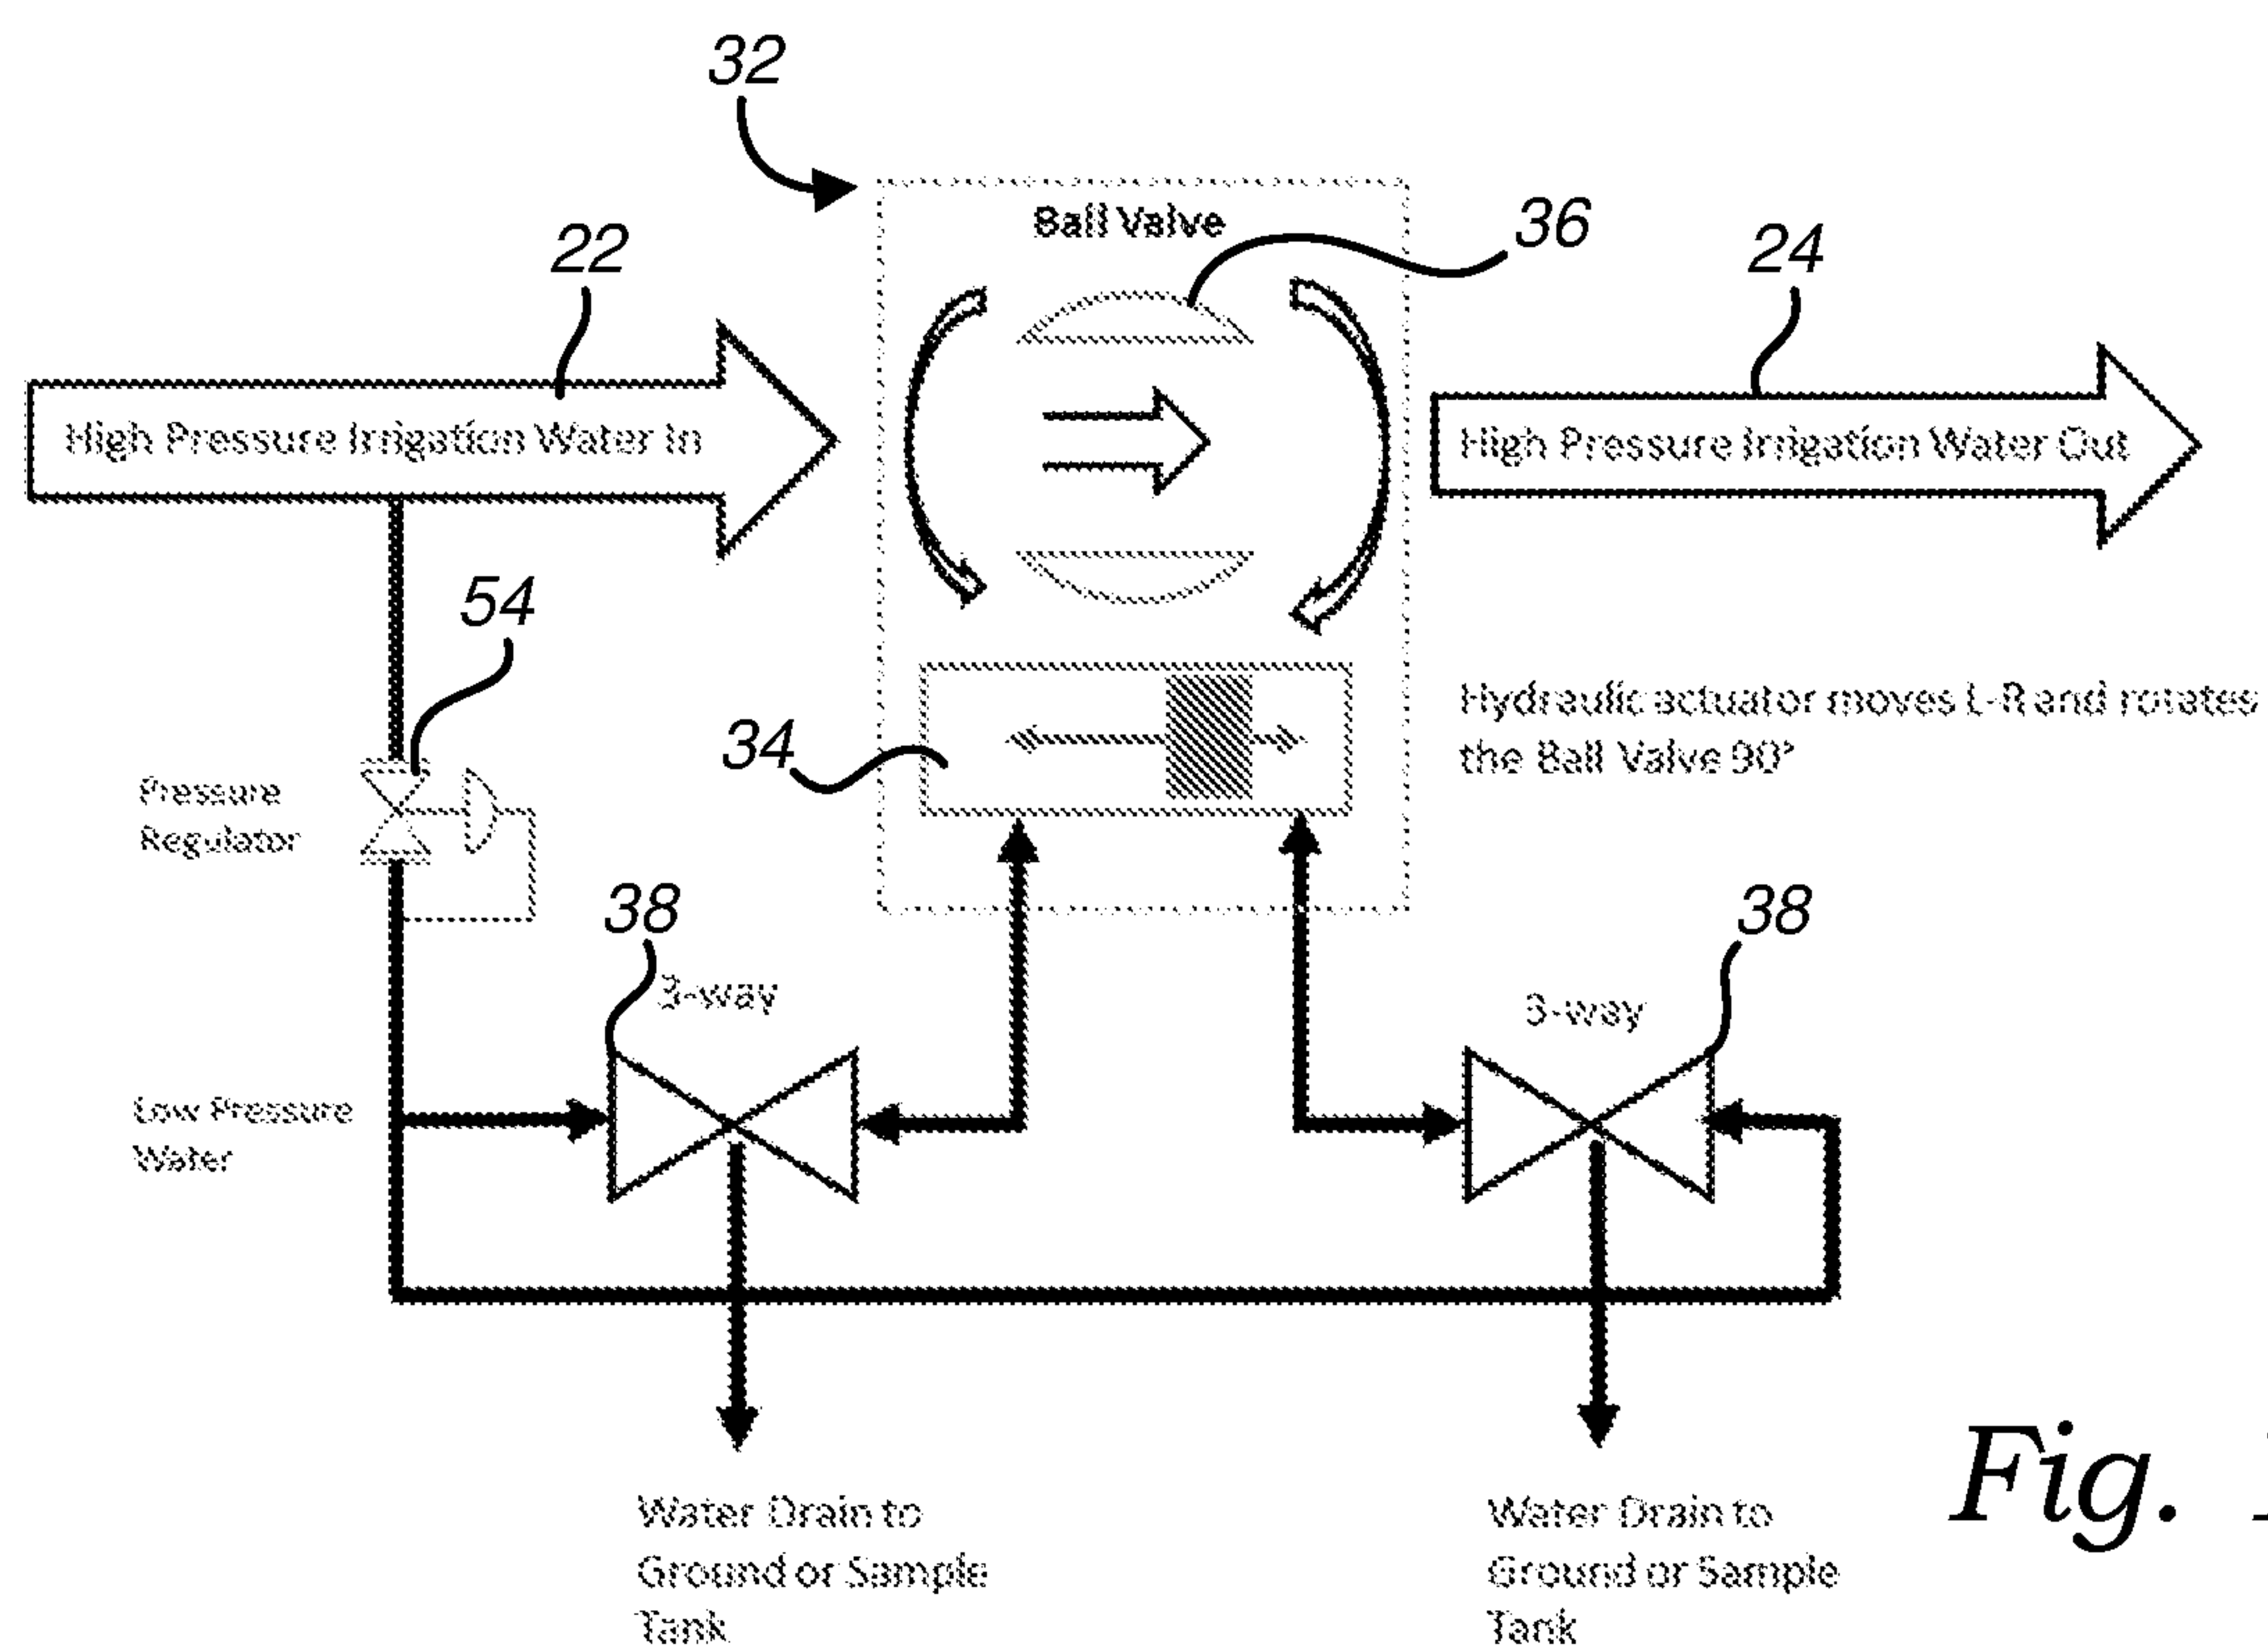 32
Ball Valve
36
22
24
High Pressure Irrigation Water In
High Pressure Irrigation Water Out
54
34
Hydraulic actuator moves L-R and rotates
the Ball Valve 90°
Pressure
Regulator
38
38
3-way
3-way
Low Pressure
Water
Fig.
Water Drain to
Ground or Sample
Tank
Water Drain to
Ground or Sample
Tank